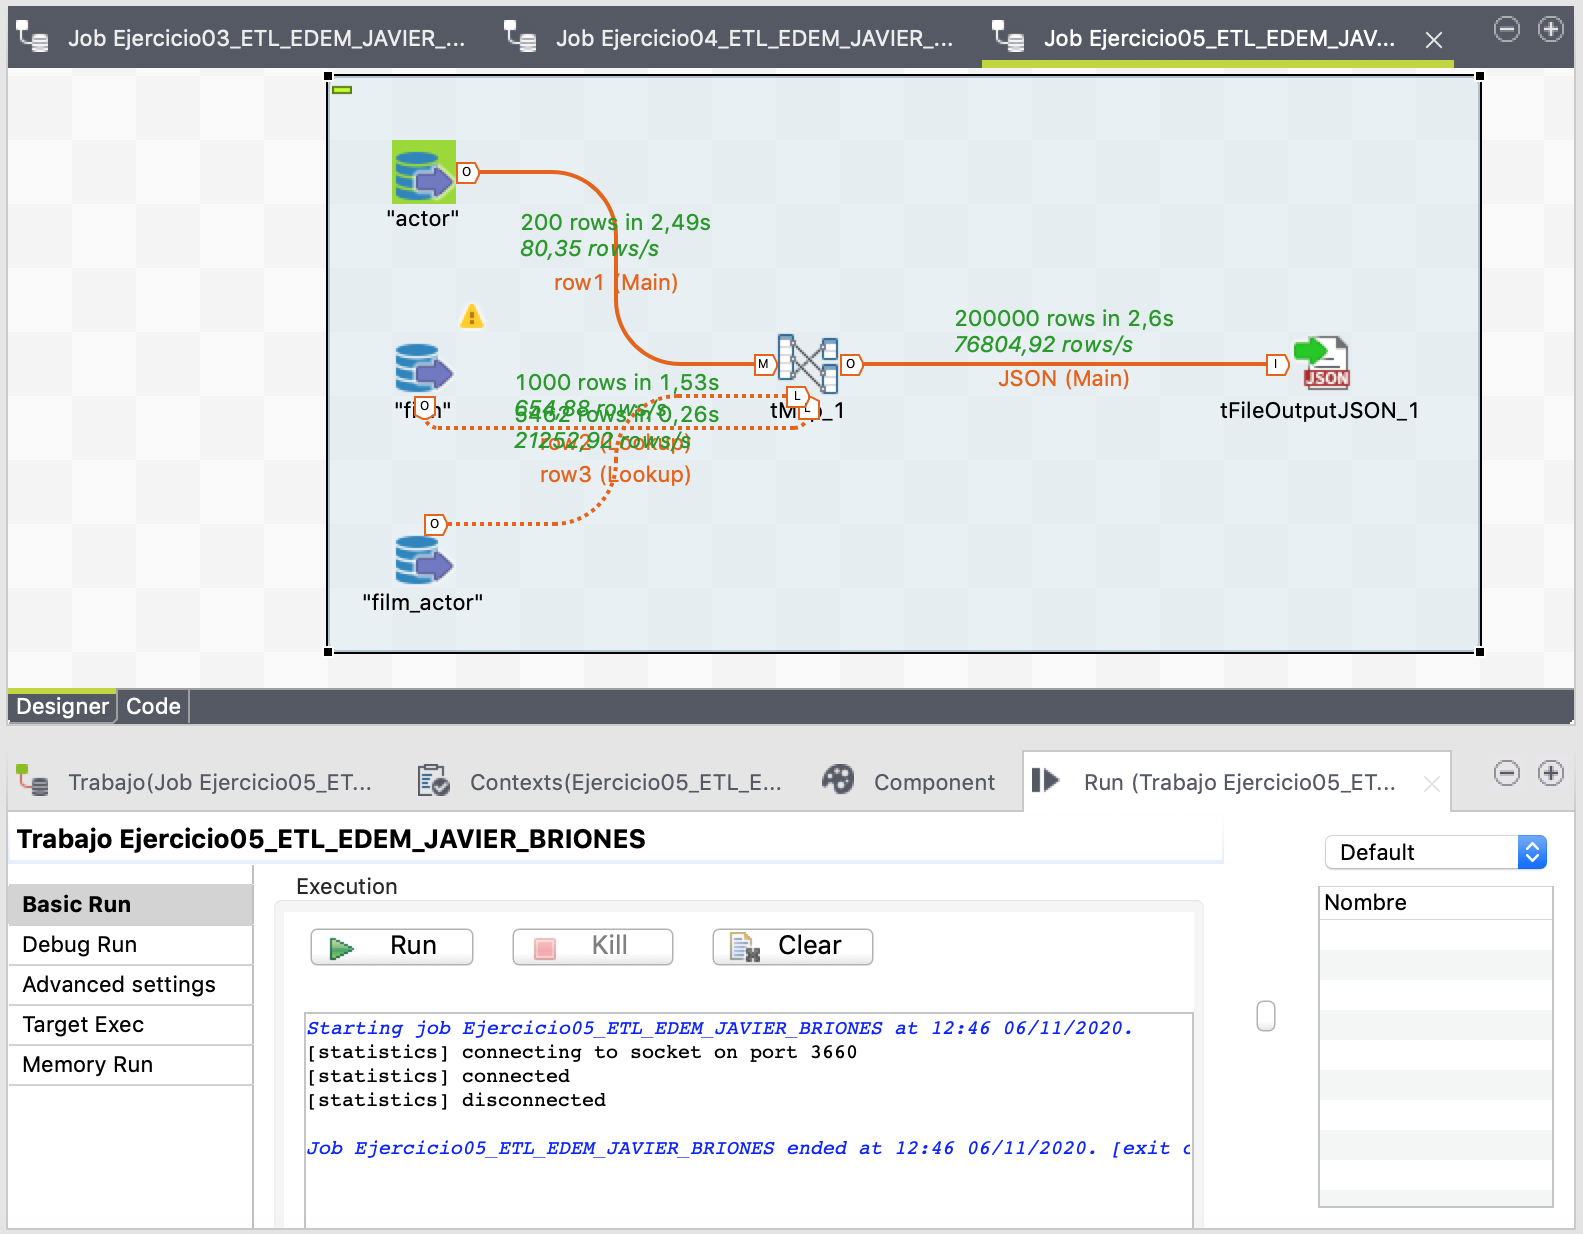 Job Ejercicio03_ETL_EDEM_JAVIER_...
Job Ejercicio04_ETL_EDEM_JAVIER_...
Job Ejercicio05_ETL_EDEM_JAV...
"actor"
O
200 rows in 2,49s
80,35 rows/s
row1 (Main)
200000 rows in 2,6s
76804,92 rows/s
JSON (Main)
M
O
I
JSON
1000 rows in 1,53s
654,88 rows/s
5462 rows in 0,26s
21252,92 rows/s
row2 (Lookup)
row3 (Lookup)
O
L
L
tFileOutputJSON_1
O
"film_actor"
Designer
Code
Trabajo(Job Ejercicio05_ET...
Contexts(Ejercicio05_ETL_E...
Component
Run (Trabajo Ejercicio05_ET...
Trabajo Ejercicio05_ETL_EDEM_JAVIER_BRIONES
Default
Nombre
Basic Run
Debug Run
Advanced settings
Target Exec
Memory Run
Execution
Run
Kill
Clear
Starting job Ejercicio05_ETL_EDEM_JAVIER_BRIONES at 12:46 06/11/2020.
[statistics] connecting to socket on port 3660
[statistics] connected
[statistics] disconnected
Job Ejercicio05_ETL_EDEM_JAVIER_BRIONES ended at 12:46 06/11/2020. [exit c